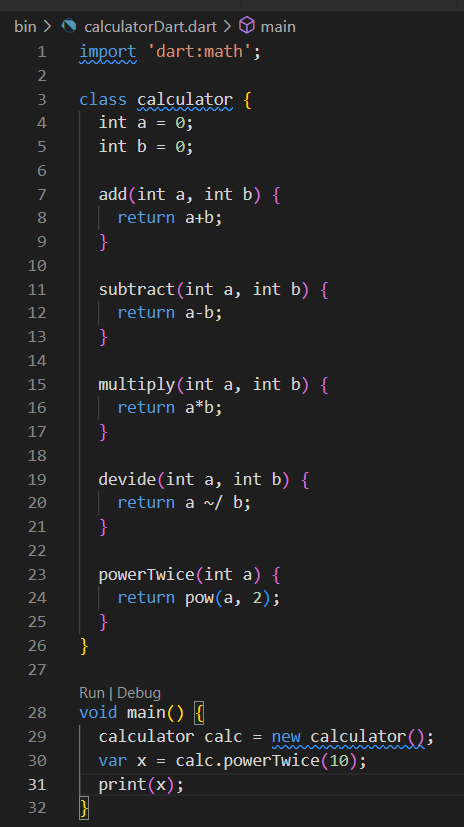 bin > calculatorDart.dart > main
1 import 'dart:math';
2
3 class calculator {
4 int a = 0;
5 int b = 0;
6
7 add(int a, int b) {
8 return a+b;
9 }
10
11 subtract(int a, int b) {
12 return a-b;
13 }
14
15 multiply(int a, int b) {
16 return a*b;
17 }
18
19 devide(int a, int b) {
20 return a ~/ b;
21 }
22
23 powerTwice(int a) {
24 return pow(a, 2);
25 }
26 }
27
Run | Debug
28 void main() {
29 calculator calc = new calculator();
30 var x = calc.powerTwice(10);
31 print(x);
32 }